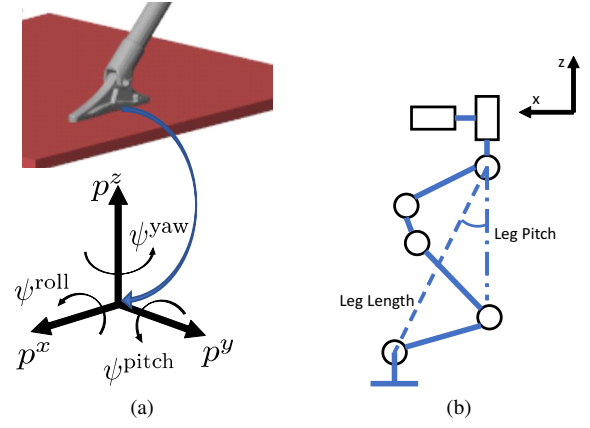 p^z
ψ^yaw
ψ^roll
p^x
p^y
ψ^pitch
(a)
z
x
Leg Pitch
Leg Length
(b)